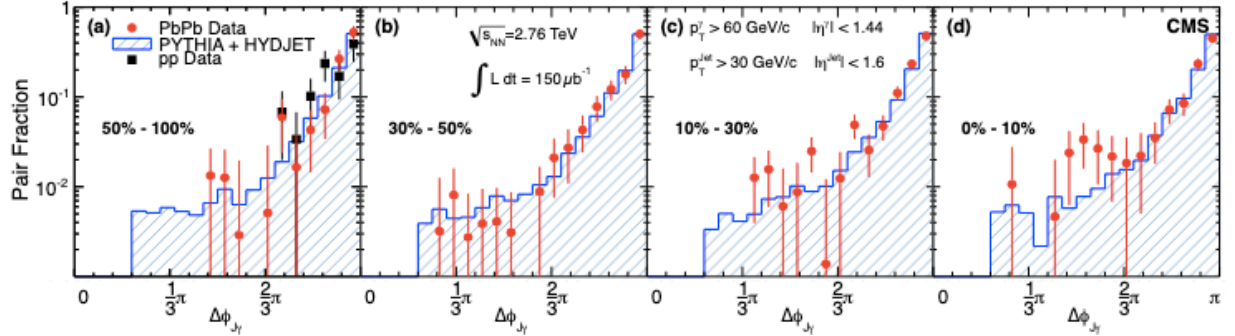 (a) PbPb Data
PYTHIA + HYDJET
pp Data
50% - 100%
(b) √s_NN=2.76 TeV
∫ L dt = 150 μb⁻¹
30% - 50%
(c) p_T^γ > 60 GeV/c |η^γ| < 1.44
p_T^Jet > 30 GeV/c |η^Jet| < 1.6
10% - 30%
(d) CMS
0% - 10%
Pair Fraction
1
10⁻¹
10⁻²
0 1/3π 2/3π 0 1/3π 2/3π 0 1/3π 2/3π 0 1/3π 2/3π π
Δφ_Jγ Δφ_Jγ Δφ_Jγ Δφ_Jγ